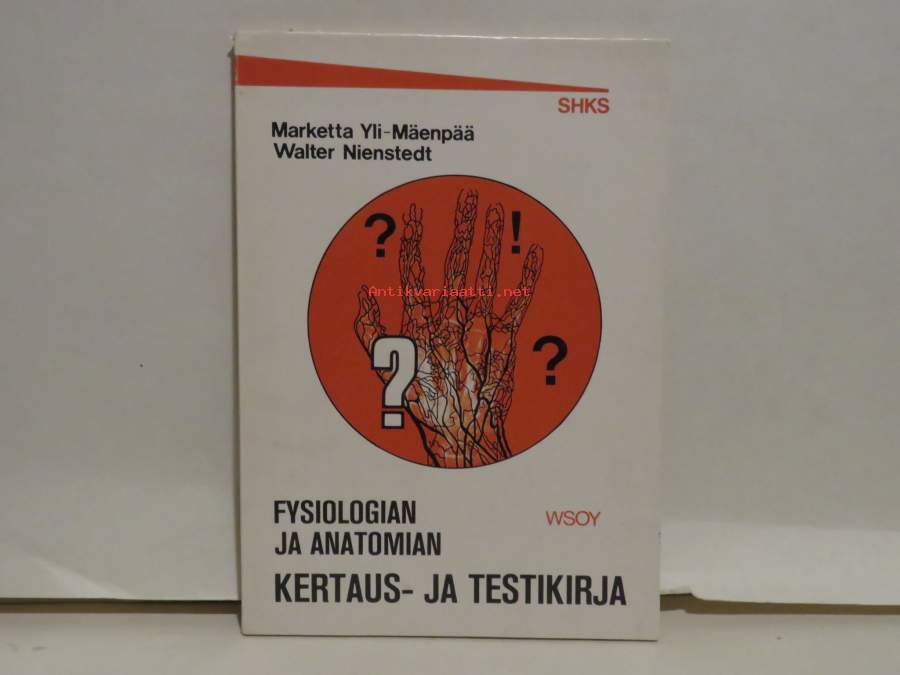 SHKS
Marketta Yli-Mäenpää
Walter Nienstedt
? !
Antikvariaatti.net
? ?
FYSIOLOGIAN
WSOY
JA ANATOMIAN
KERTAUS- JA TESTIKIRJA